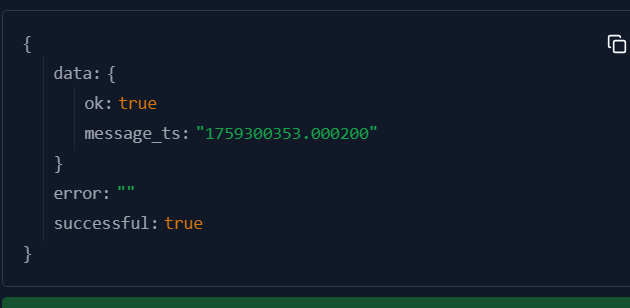 {
data: {
ok: true
message_ts: "1759300353.000200"
}
error: ""
successful: true
}